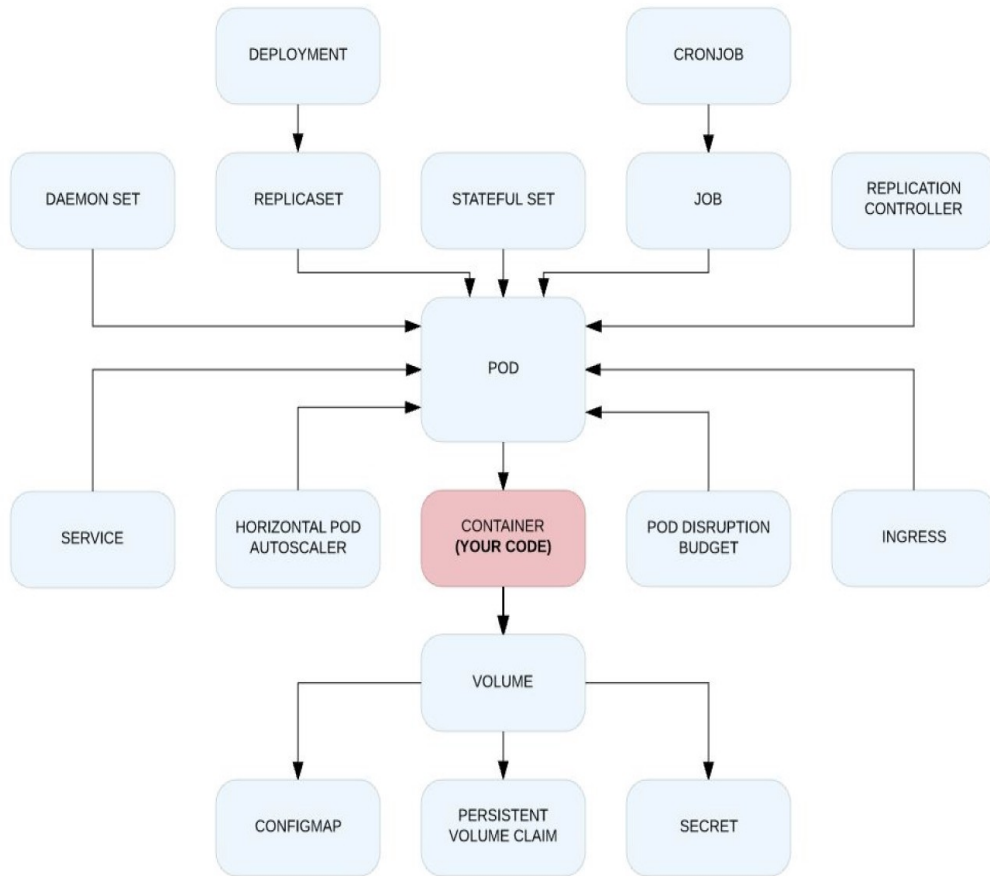 DEPLOYMENT
CRONJOB
DAEMON SET
REPLICASET
STATEFUL SET
JOB
REPLICATION
CONTROLLER
POD
SERVICE
HORIZONTAL POD
AUTOSCALER
CONTAINER
(YOUR CODE)
POD DISRUPTION
BUDGET
INGRESS
VOLUME
CONFIGMAP
PERSISTENT
VOLUME CLAIM
SECRET